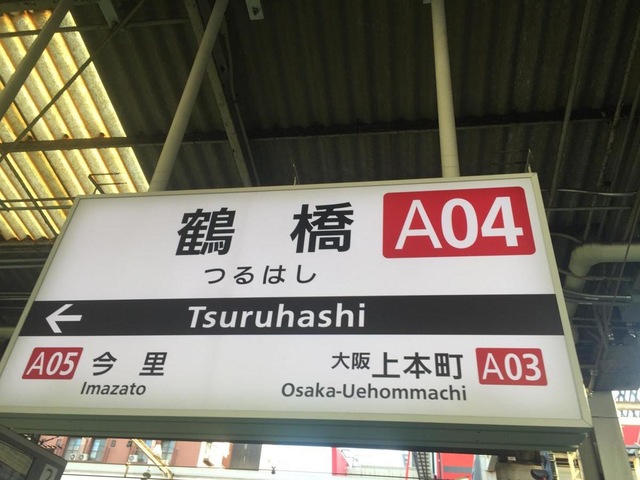 鶴橋 A04
つるはし
Tsuruhashi
A05 今里 大阪上本町 A03
Imazato Osaka-Uehommachi